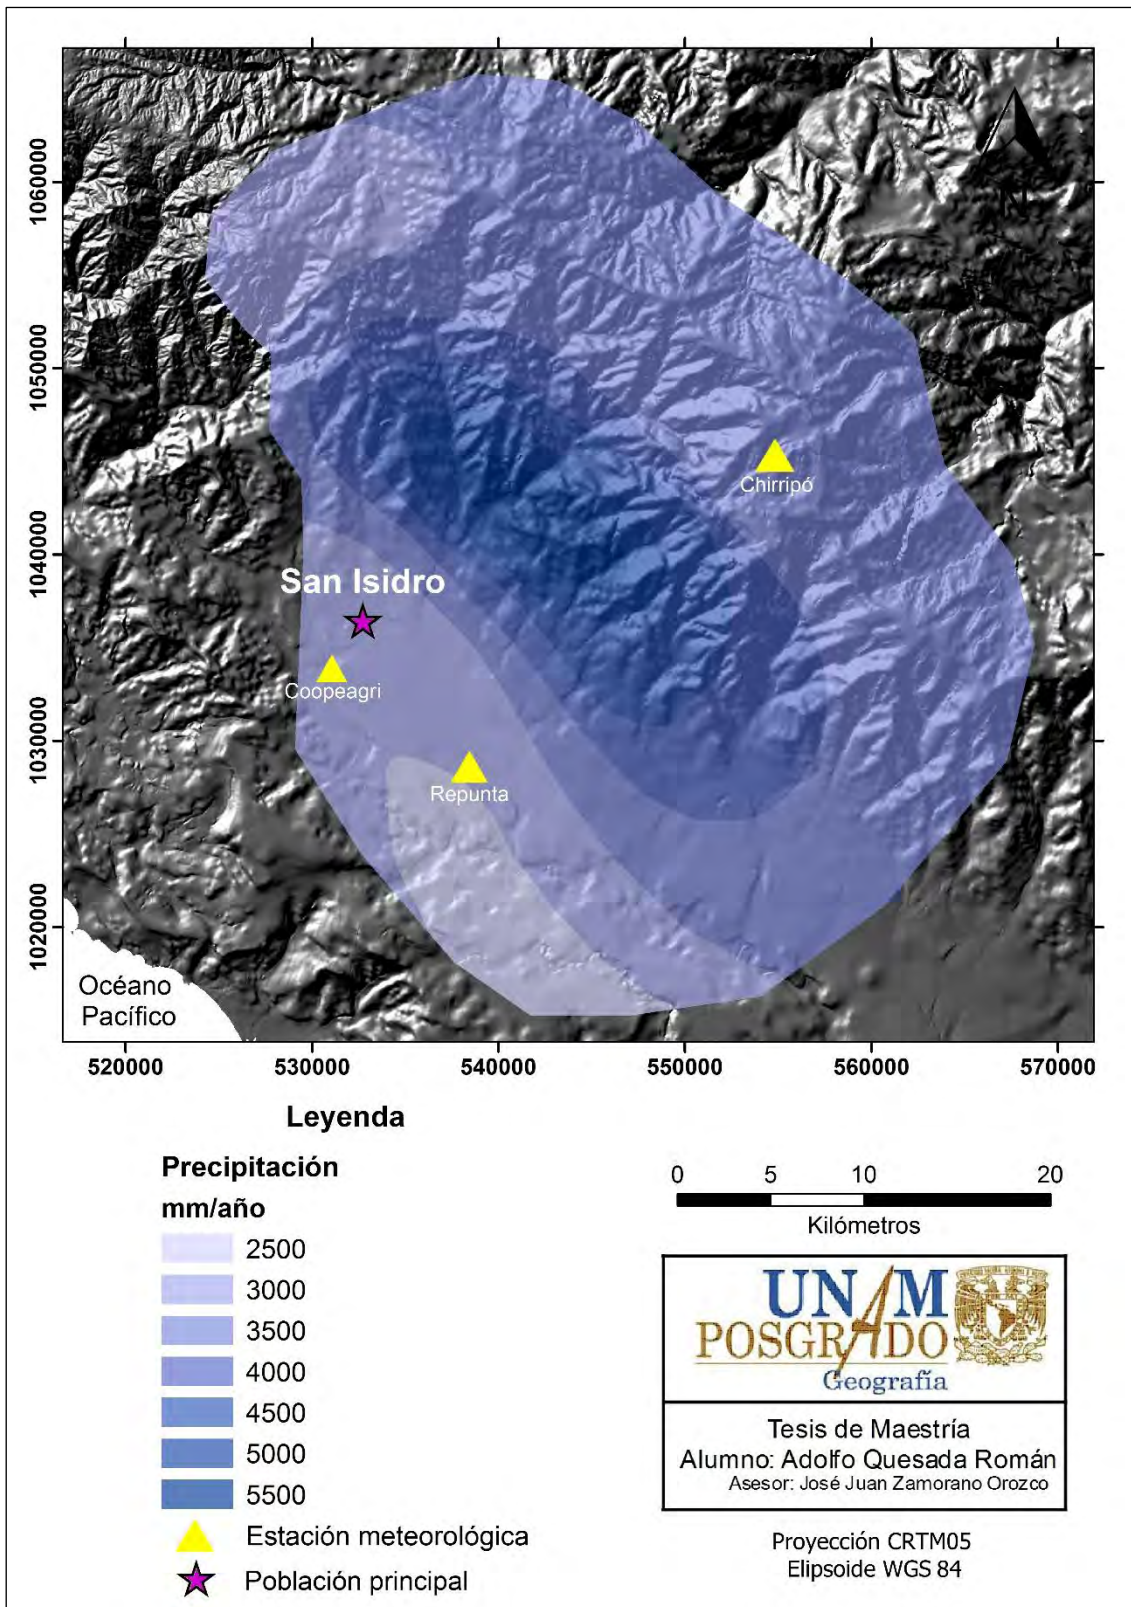 1060000
1050000
1040000
1030000
1020000
N
Chirripó
San Isidro
Coopeagri
Repunta
Océano
Pacífico
520000 530000 540000 550000 560000 570000
Leyenda
Precipitación
mm/año
2500
3000
3500
4000
4500
5000
5500
Estación meteorológica
Población principal
0 5 10 20
Kilómetros
UNAM
POSGRADO
Geografía
Tesis de Maestría
Alumno: Adolfo Quesada Román
Asesor: José Juan Zamorano Orozco
Proyección CRTM05
Elipsoide WGS 84